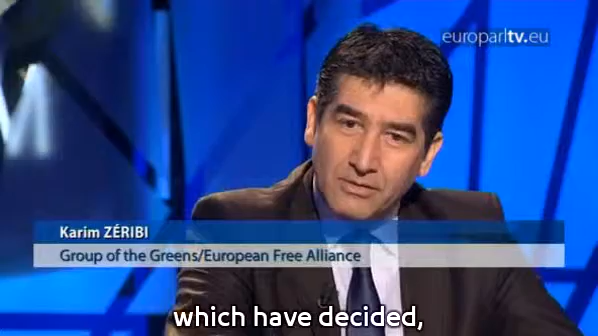 europarltv.eu
Karim ZÉRIBI
Group of the Greens/European Free Alliance
which have decided,